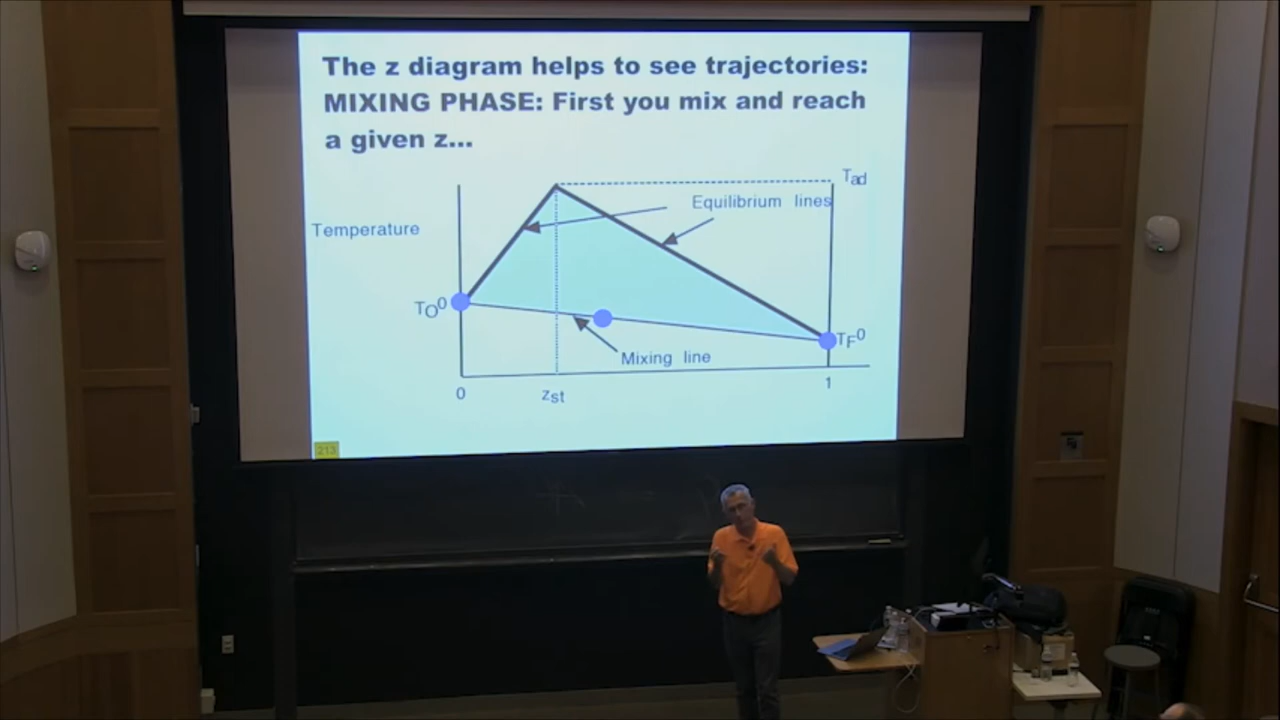 The z diagram helps to see trajectories:
MIXING PHASE: First you mix and reach
a given z...
Tad
Equilibrium lines
Temperature
TO0
TF0
Mixing line
0
zst
1
213